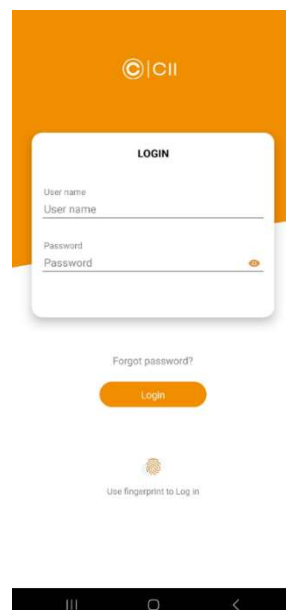 © CII
LOGIN
User name
User name
Password
Password
Forgot password?
Login
Use fingerprint to Log in